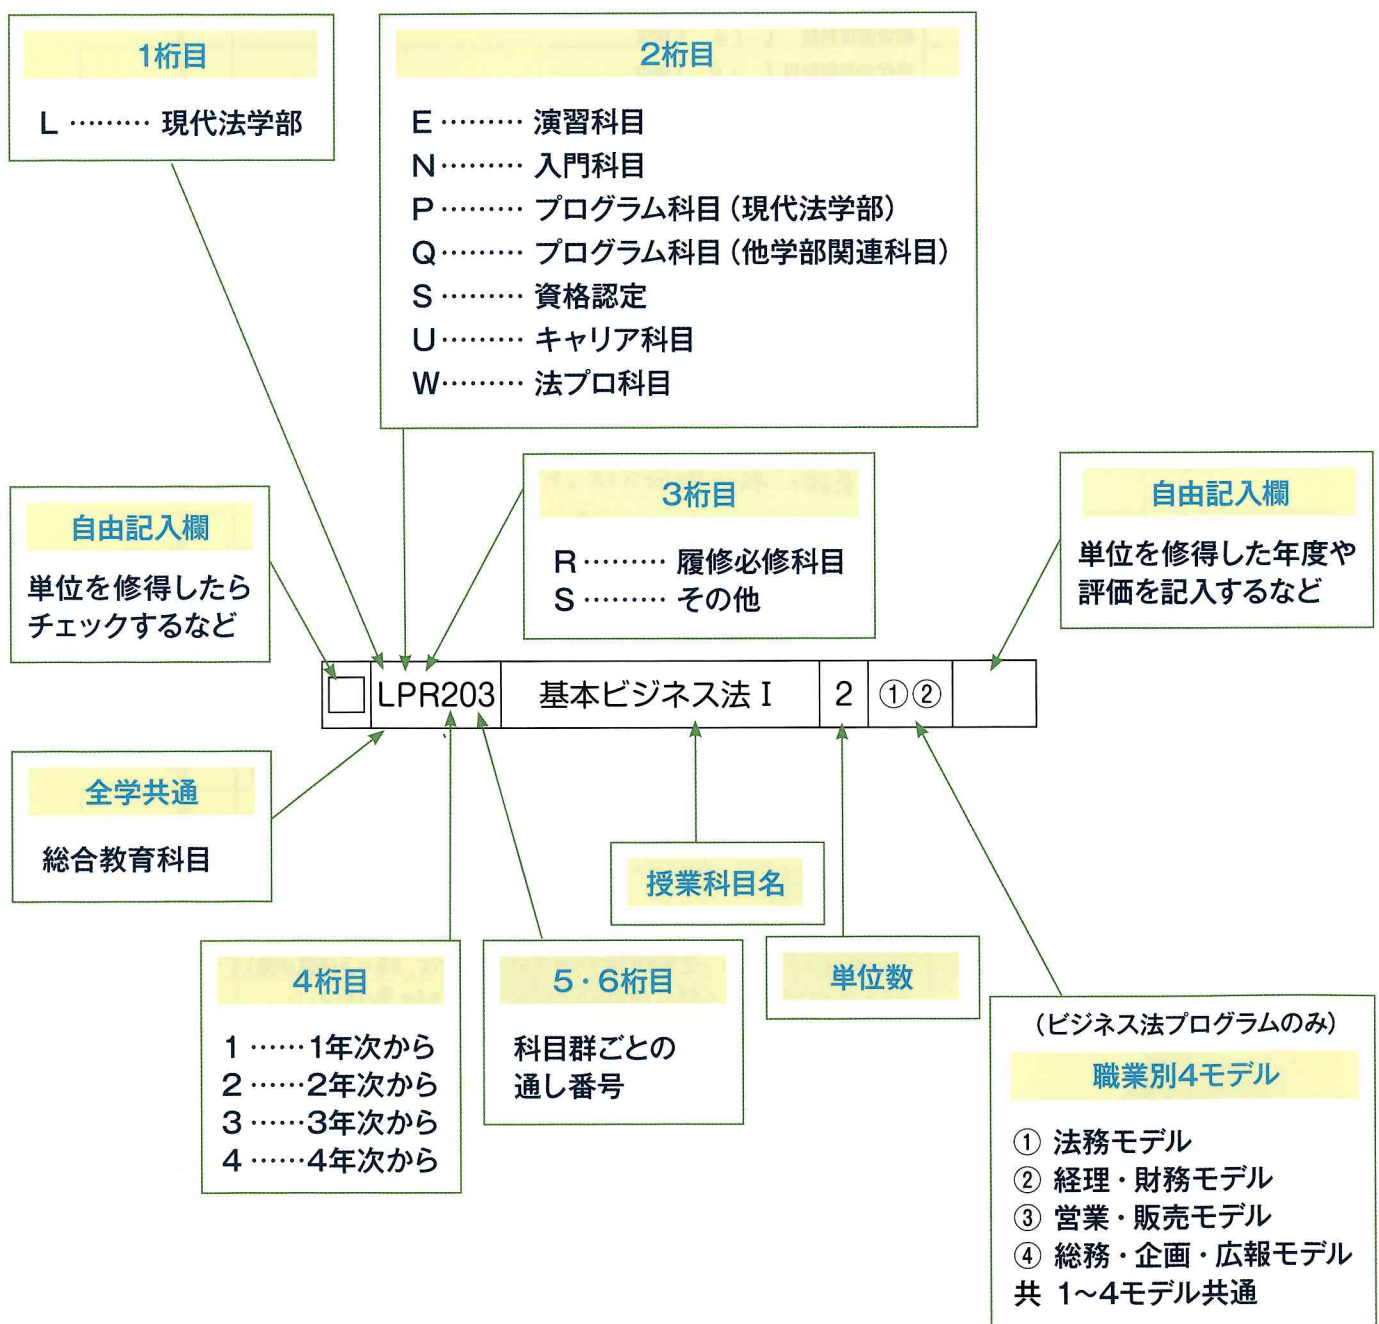 1桁目
L ……… 現代法学部
2桁目
E ……… 演習科目
N ……… 入門科目
P ……… プログラム科目（現代法学部）
Q ……… プログラム科目（他学部関連科目）
S ……… 資格認定
U ……… キャリア科目
W ……… 法プロ科目
3桁目
R ……… 履修必修科目
S ……… その他
自由記入欄
単位を修得したら
チェックするなど
自由記入欄
単位を修得した年度や
評価を記入するなど
LPR203 基本ビジネス法Ⅰ 2 ①②
全学共通
総合教育科目
授業科目名
単位数
4桁目
1 ……1年次から
2 ……2年次から
3 ……3年次から
4 ……4年次から
5・6桁目
科目群ごとの
通し番号
（ビジネス法プログラムのみ）
職業別4モデル
① 法務モデル
② 経理・財務モデル
③ 営業・販売モデル
④ 総務・企画・広報モデル
共 1～4モデル共通